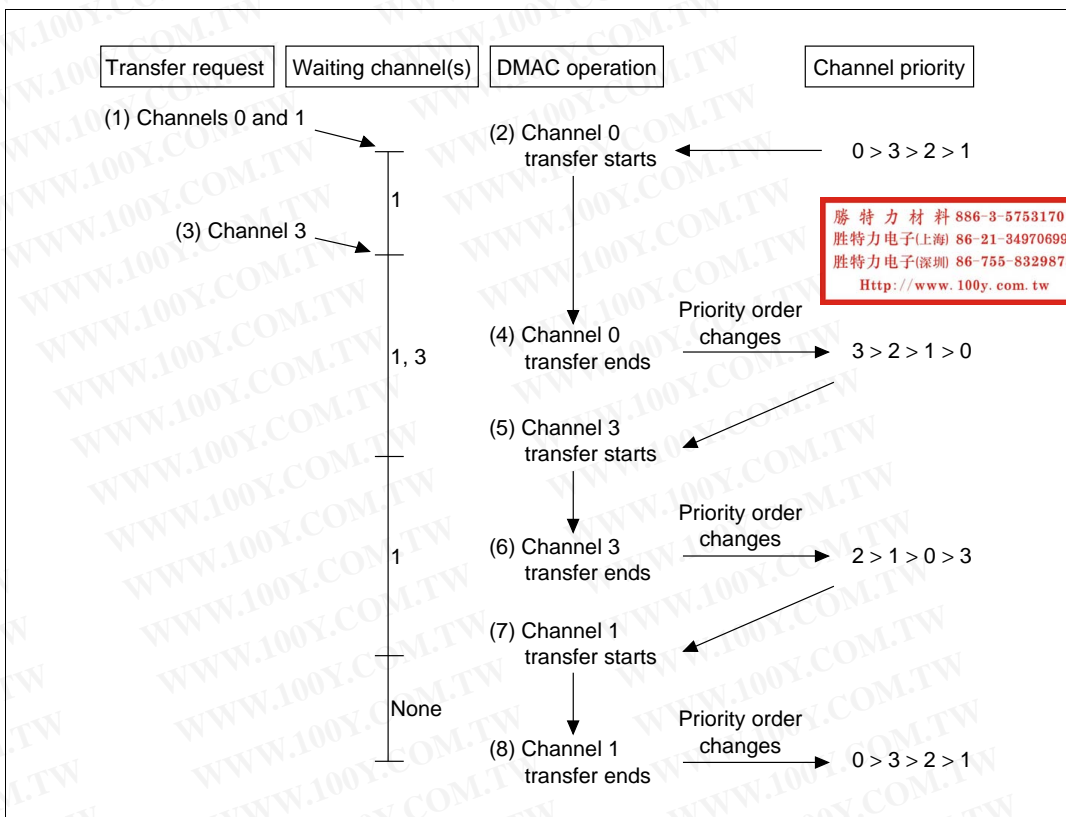 Transfer request
Waiting channel(s)
DMAC operation
Channel priority
(1) Channels 0 and 1
(2) Channel 0
transfer starts
0 > 3 > 2 > 1
1
(3) Channel 3
勝特力材料 886-3-5753170
胜特力电子(上海) 86-21-34970699
胜特力电子(深圳) 86-755-832987
Http://www.100y.com.tw
1, 3
(4) Channel 0
transfer ends
Priority order
changes
3 > 2 > 1 > 0
(5) Channel 3
transfer starts
1
(6) Channel 3
transfer ends
Priority order
changes
2 > 1 > 0 > 3
(7) Channel 1
transfer starts
None
(8) Channel 1
transfer ends
Priority order
changes
0 > 3 > 2 > 1
WWW.100Y.COM.TW